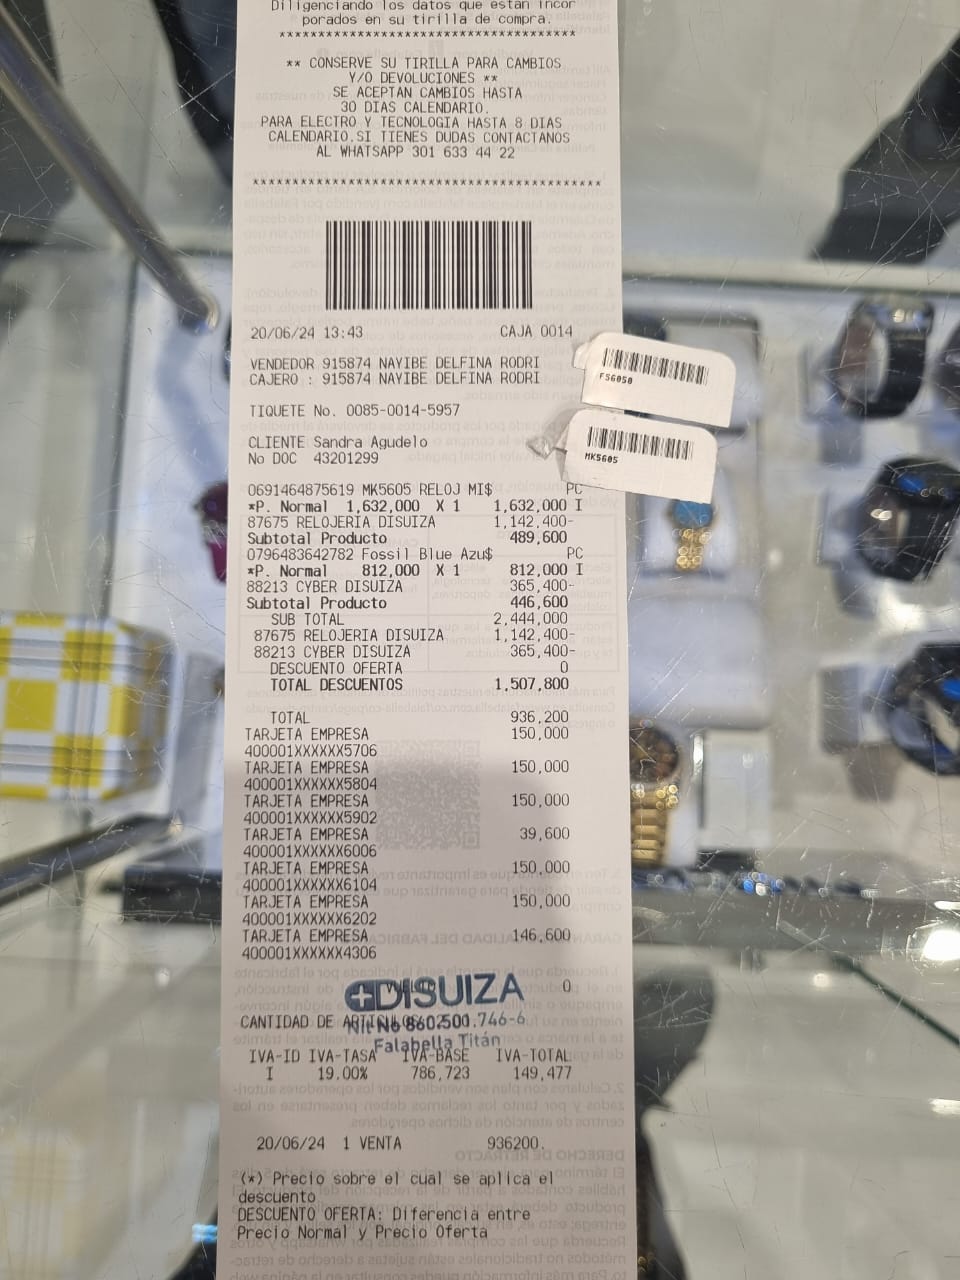 Diligenciando los datos que estan incor
porados en su tirilla de compra.
**************************************
** CONSERVE SU TIRILLA PARA CAMBIOS
Y/O DEVOLUCIONES **
SE ACEPTAN CAMBIOS HASTA
30 DIAS CALENDARIO.
PARA ELECTRO Y TECNOLOGIA HASTA 8 DIAS
CALENDARIO.SI TIENES DUDAS CONTACTANOS
AL WHATSAPP 301 633 44 22
******************************************
20/06/24 13:43 CAJA 0014
VENDEDOR 915874 NAYIBE DELFINA RODRI
CAJERO : 915874 NAYIBE DELFINA RODRI
FS6050
TIQUETE No. 0085-0014-5957
CLIENTE Sandra Agudelo
No DOC 43201299
MK5605
0691464875619 MK5605 RELOJ MI$ PC
*P. Normal 1,632,000 X 1 1,632,000 I
87675 RELOJERIA DISUIZA 1,142,400-
Subtotal Producto 489,600
0796483642782 Fossil Blue Azu$ PC
*P. Normal 812,000 X 1 812,000 I
88213 CYBER DISUIZA 365,400-
Subtotal Producto 446,600
SUB TOTAL 2,444,000
87675 RELOJERIA DISUIZA 1,142,400-
88213 CYBER DISUIZA 365,400-
DESCUENTO OFERTA 0
TOTAL DESCUENTOS 1,507,800
TOTAL 936,200
TARJETA EMPRESA 150,000
400001XXXXXX5706
TARJETA EMPRESA 150,000
400001XXXXXX5804
TARJETA EMPRESA 150,000
400001XXXXXX5902
TARJETA EMPRESA 39,600
400001XXXXXX6006
TARJETA EMPRESA 150,000
400001XXXXXX6104
TARJETA EMPRESA 150,000
400001XXXXXX6202
TARJETA EMPRESA 146,600
400001XXXXXX4306
VUELTO 0
DISUIZA
CANTIDAD DE ARTICULOS
Nit No 860.500.746-6
Falabella Titán
IVA-ID IVA-TASA IVA-BASE IVA-TOTAL
I 19.00% 786,723 149,477
20/06/24 1 VENTA 936200.
(*) Precio sobre el cual se aplica el
descuento
DESCUENTO OFERTA: Diferencia entre
Precio Normal y Precio Oferta